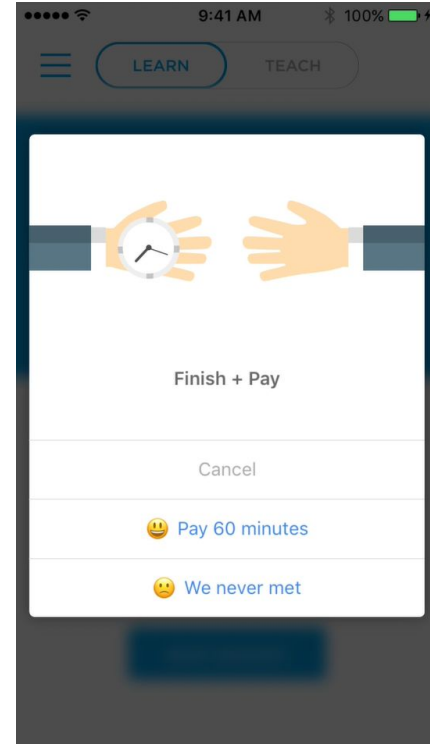 9:41 AM 100%
LEARN TEACH
Finish + Pay
Cancel
😃 Pay 60 minutes
🙁 We never met